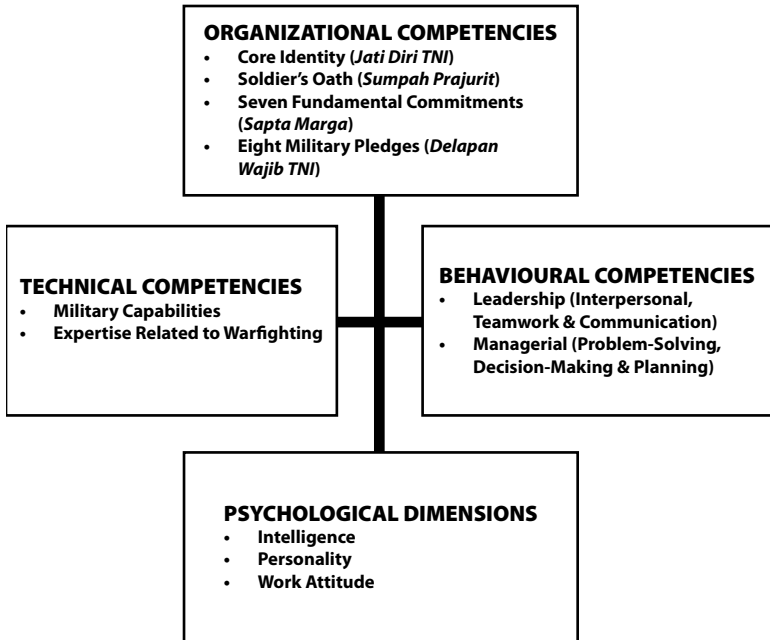 ORGANIZATIONAL COMPETENCIES
• Core Identity (Jati Diri TNI)
• Soldier's Oath (Sumpah Prajurit)
• Seven Fundamental Commitments
(Sapta Marga)
• Eight Military Pledges (Delapan
Wajib TNI)
TECHNICAL COMPETENCIES
• Military Capabilities
• Expertise Related to Warfighting
BEHAVIOURAL COMPETENCIES
• Leadership (Interpersonal,
Teamwork & Communication)
• Managerial (Problem-Solving,
Decision-Making & Planning)
PSYCHOLOGICAL DIMENSIONS
• Intelligence
• Personality
• Work Attitude